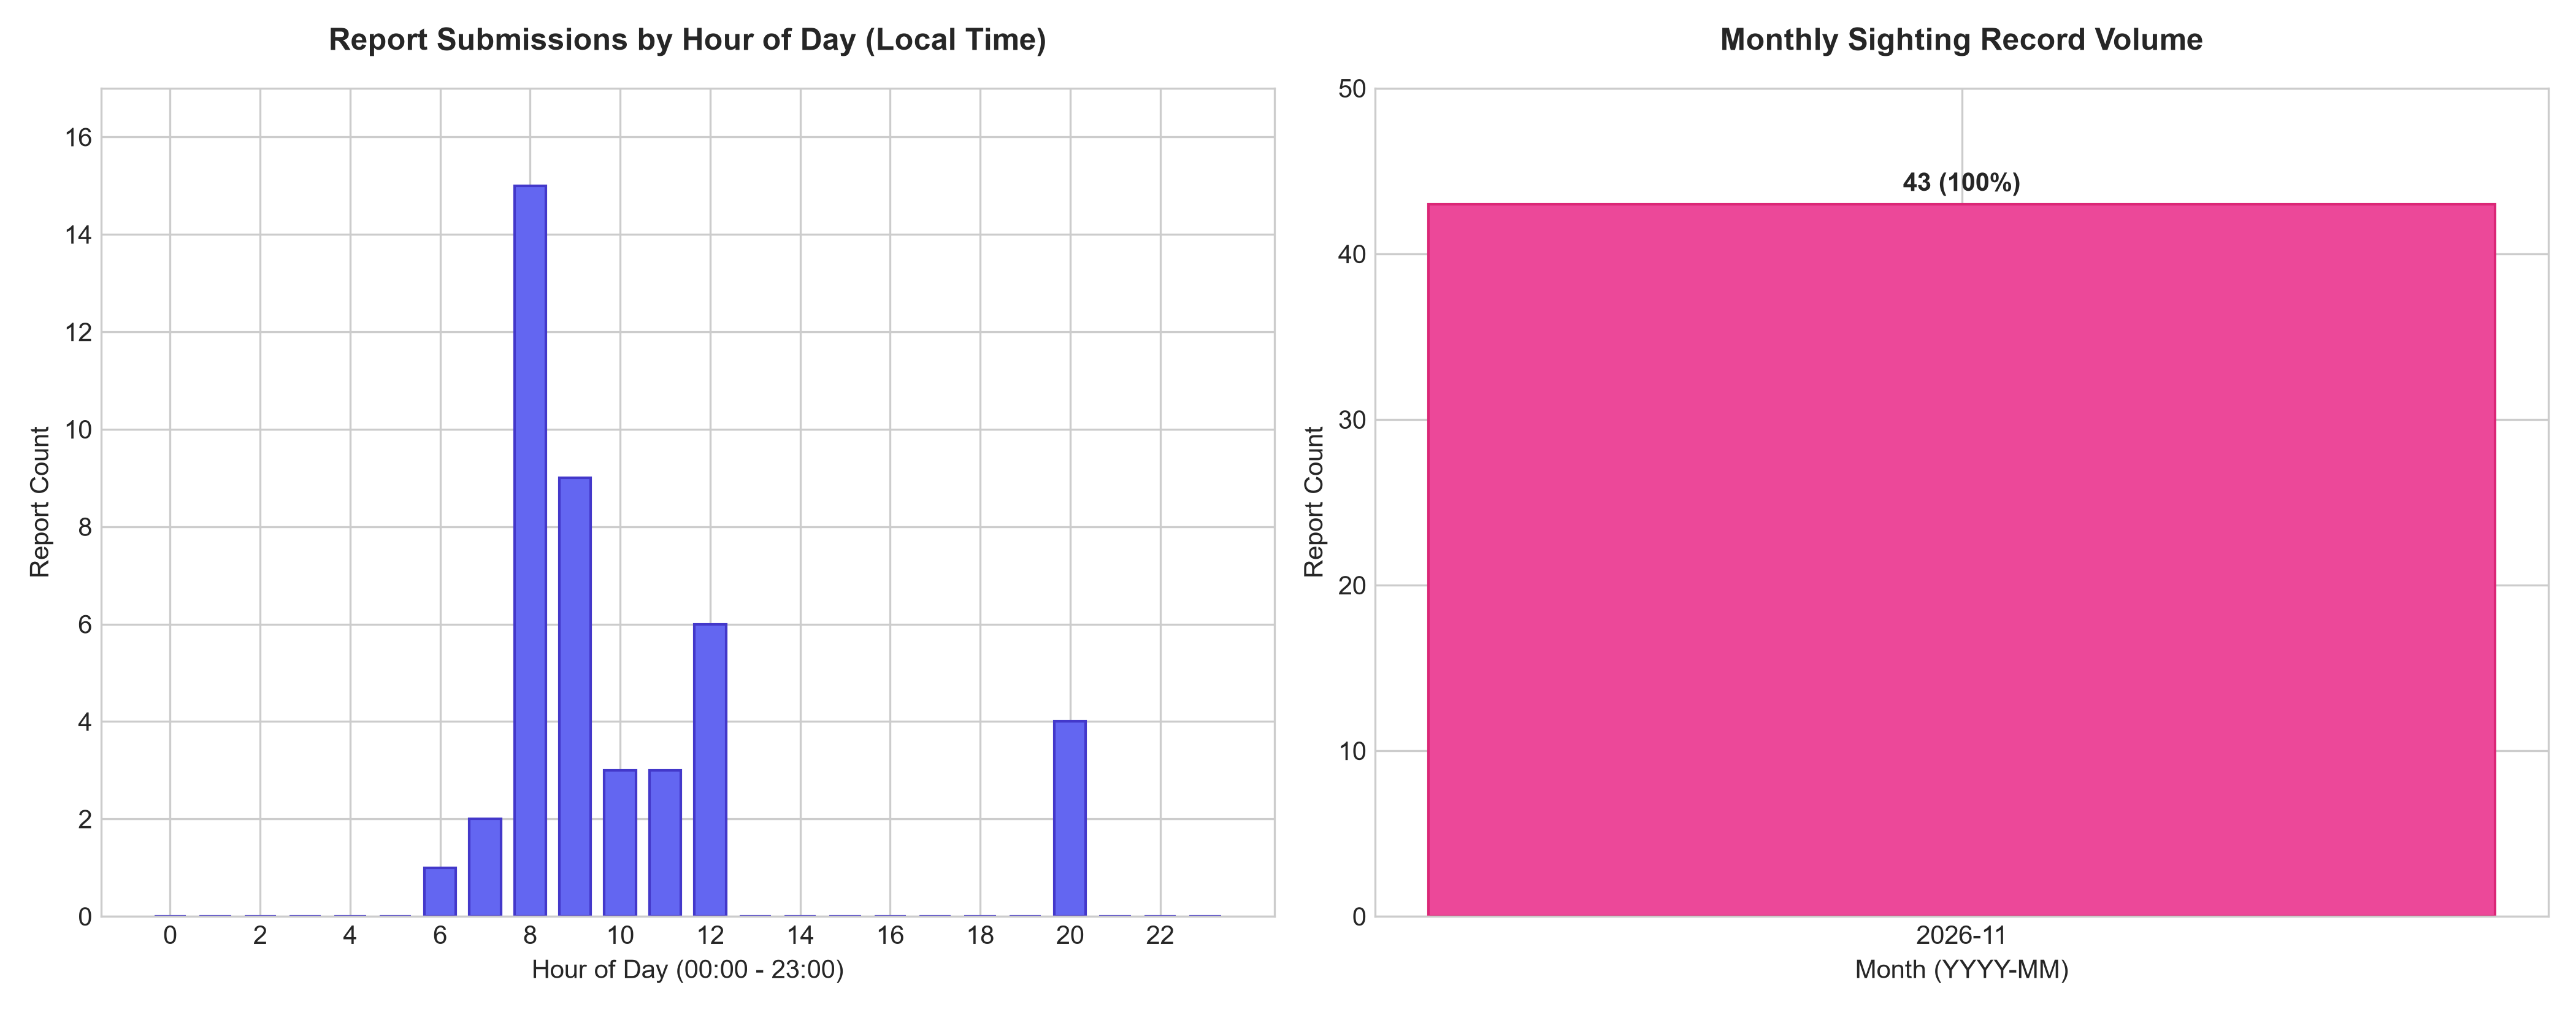 Report Submissions by Hour of Day (Local Time)
16
14
12
10
8
6
4
2
0
Report Count
0 2 4 6 8 10 12 14 16 18 20 22
Hour of Day (00:00 - 23:00)
Monthly Sighting Record Volume
50
40
30
20
10
0
Report Count
43 (100%)
2026-11
Month (YYYY-MM)